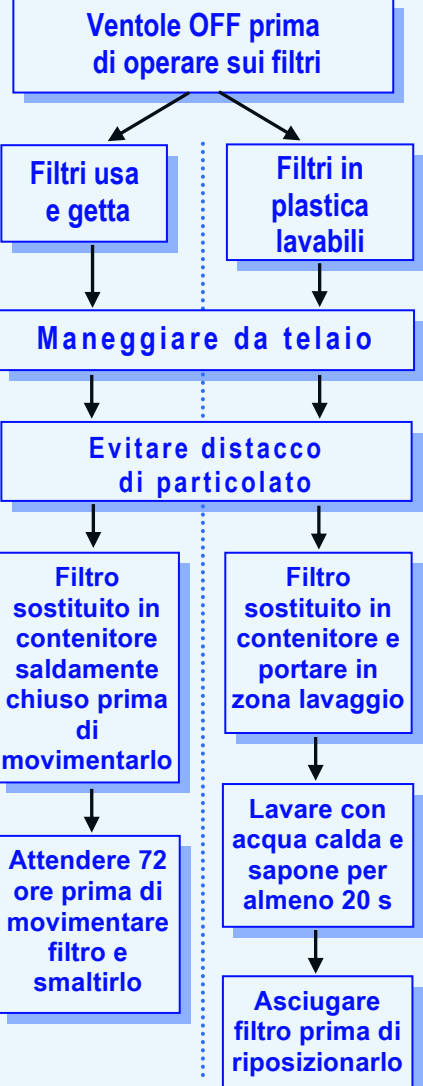 Ventole OFF prima
di operare sui filtri
Filtri usa
e getta
Filtri in
plastica
lavabili
Maneggiare da telaio
Evitare distacco
di particolato
Filtro
sostituito in
contenitore
saldamente
chiuso prima
di
movimentarlo
Filtro
sostituito in
contenitore e
portare in
zona lavaggio
Attendere 72
ore prima di
movimentare
filtro e
smaltirlo
Lavare con
acqua calda e
sapone per
almeno 20 s
Asciugare
filtro prima di
riposizionarlo